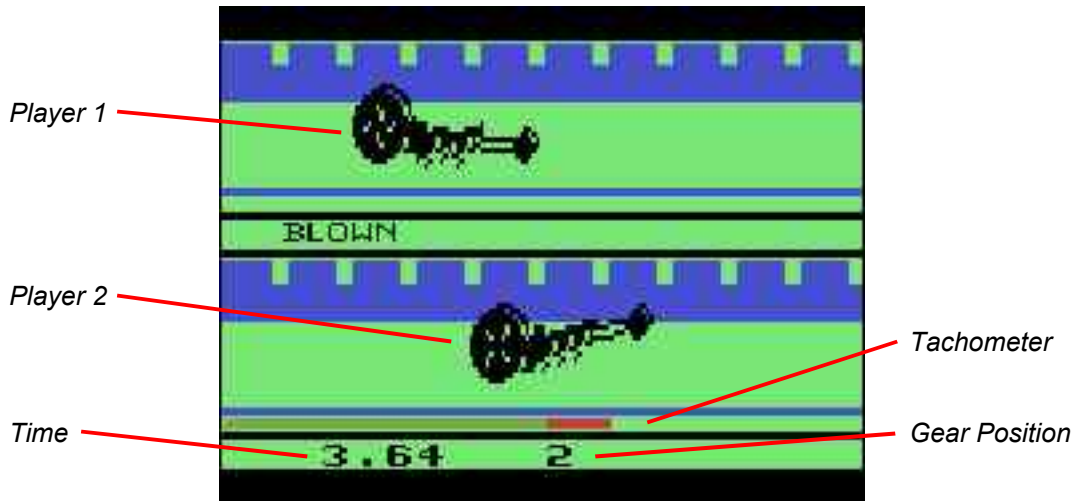 Player 1
BLOWN
Player 2
Tachometer
Time
3.64 2
Gear Position